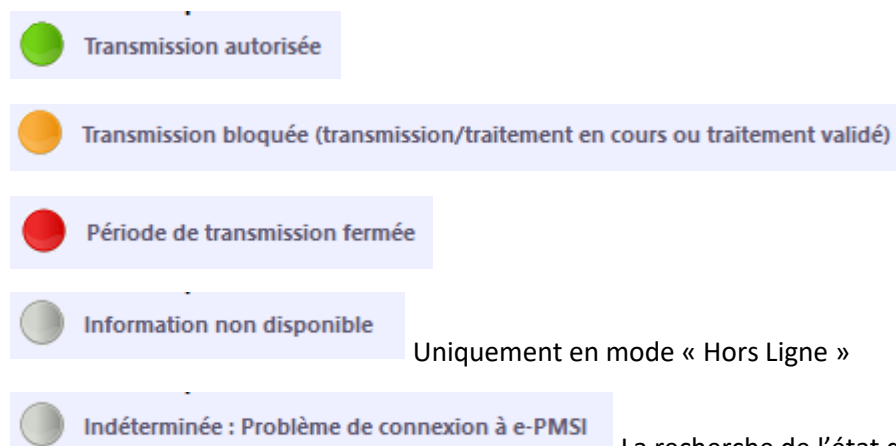 Transmission autorisée
Transmission bloquée (transmission/traitement en cours ou traitement validé)
Période de transmission fermée
Information non disponible
Uniquement en mode « Hors Ligne »
Indéterminée : Problème de connexion à e-PMSI
La recherche de l'état